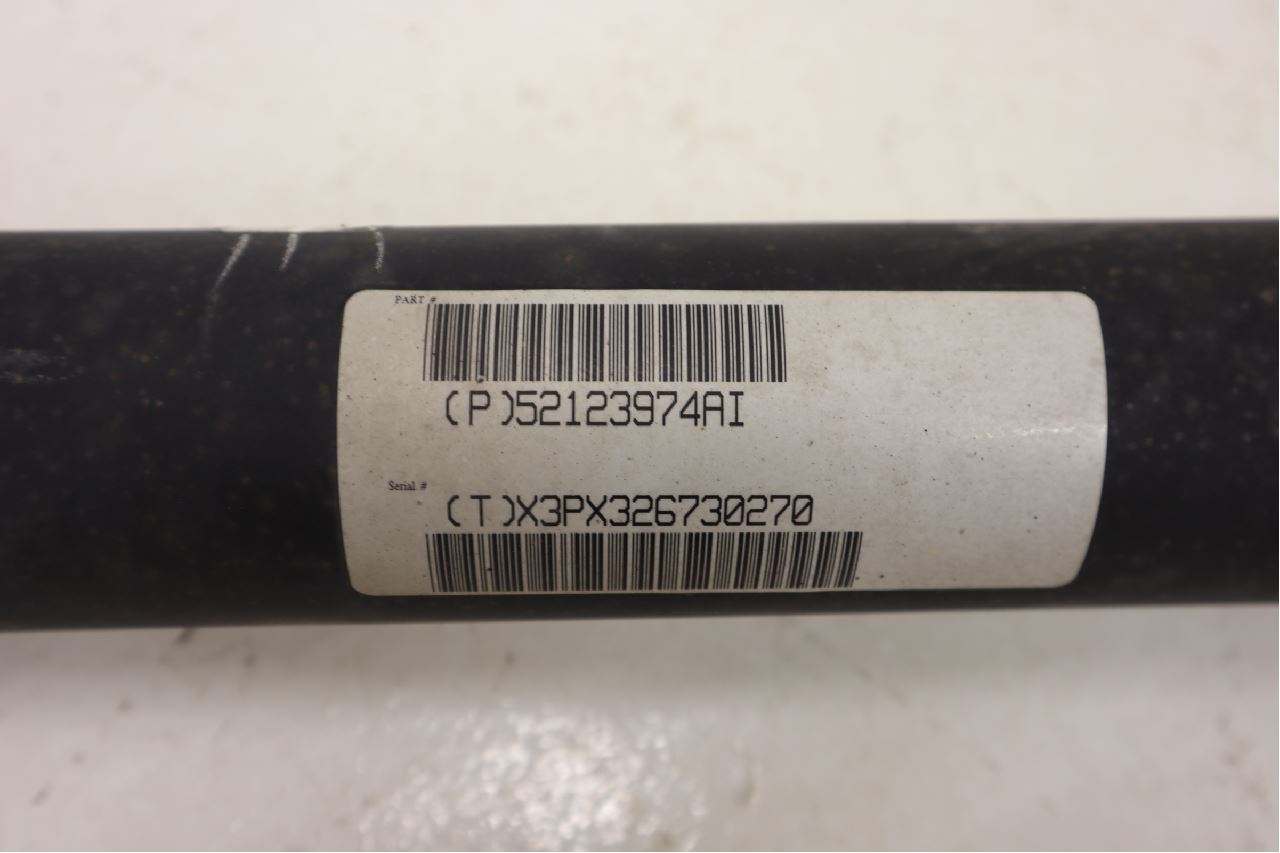 PART #
(P)52123974AI
Serial #
(T)X3PX326730270